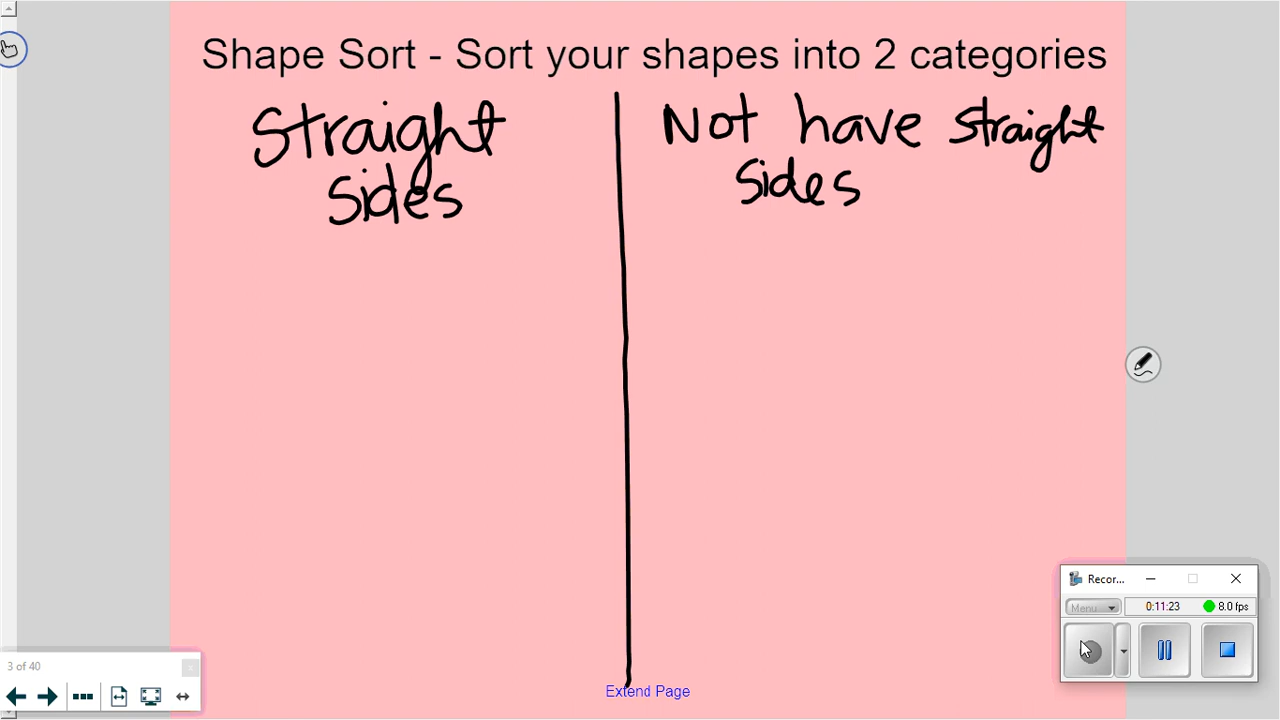 Shape Sort - Sort your shapes into 2 categories
Straight
sides
Not have straight
sides
Recor...
Menu
0:11:23
8.0 fps
3 of 40
Extend Page